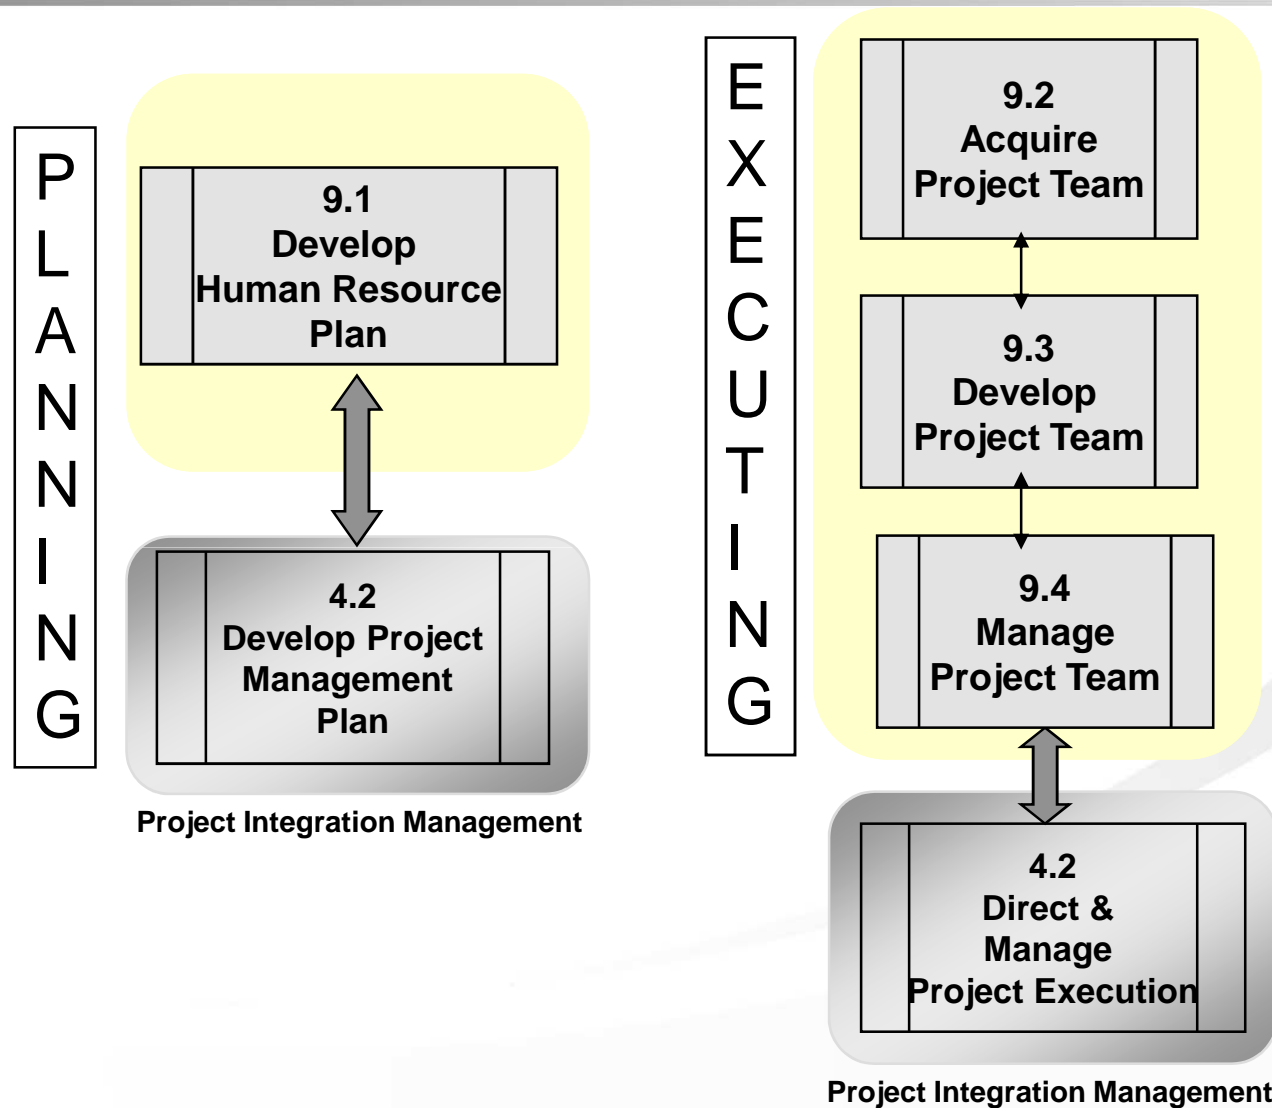 PLANNING
9.1
Develop
Human Resource
Plan
4.2
Develop Project
Management
Plan
Project Integration Management
EXECUTING
9.2
Acquire
Project Team
9.3
Develop
Project Team
9.4
Manage
Project Team
4.2
Direct &
Manage
Project Execution
Project Integration Management